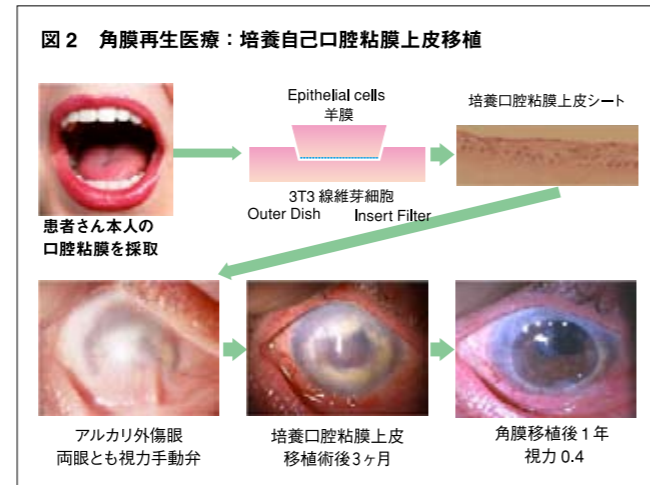 図 2 角膜再生医療：培養自己口腔粘膜上皮移植
Epithelial cells
羊膜
培養口腔粘膜上皮シート
3T3 線維芽細胞
Outer Dish Insert Filter
患者さん本人の
口腔粘膜を採取
アルカリ外傷眼
両眼とも視力手動弁
培養口腔粘膜上皮
移植術後3ヶ月
角膜移植後 1 年
視力 0.4